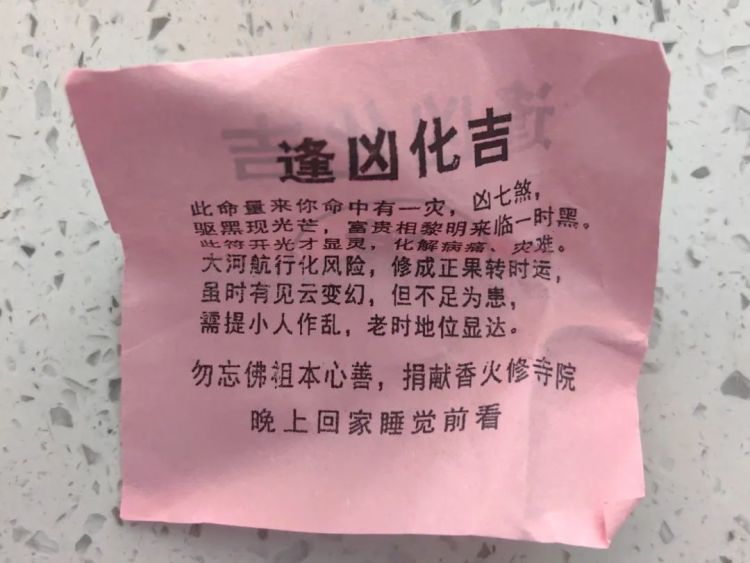 逢凶化吉
此命量来你命中有一灾，凶七煞，
驱黑现光芒，富贵相黎明来临一时黑。
此符开光才显灵，化解病痛、灾难。
大河航行化风险，修成正果转时运，
虽时有见云变幻，但不足为患，
需提小人作乱，老时地位显达。
勿忘佛祖本心善，捐献香火修寺院
晚上回家睡觉前看